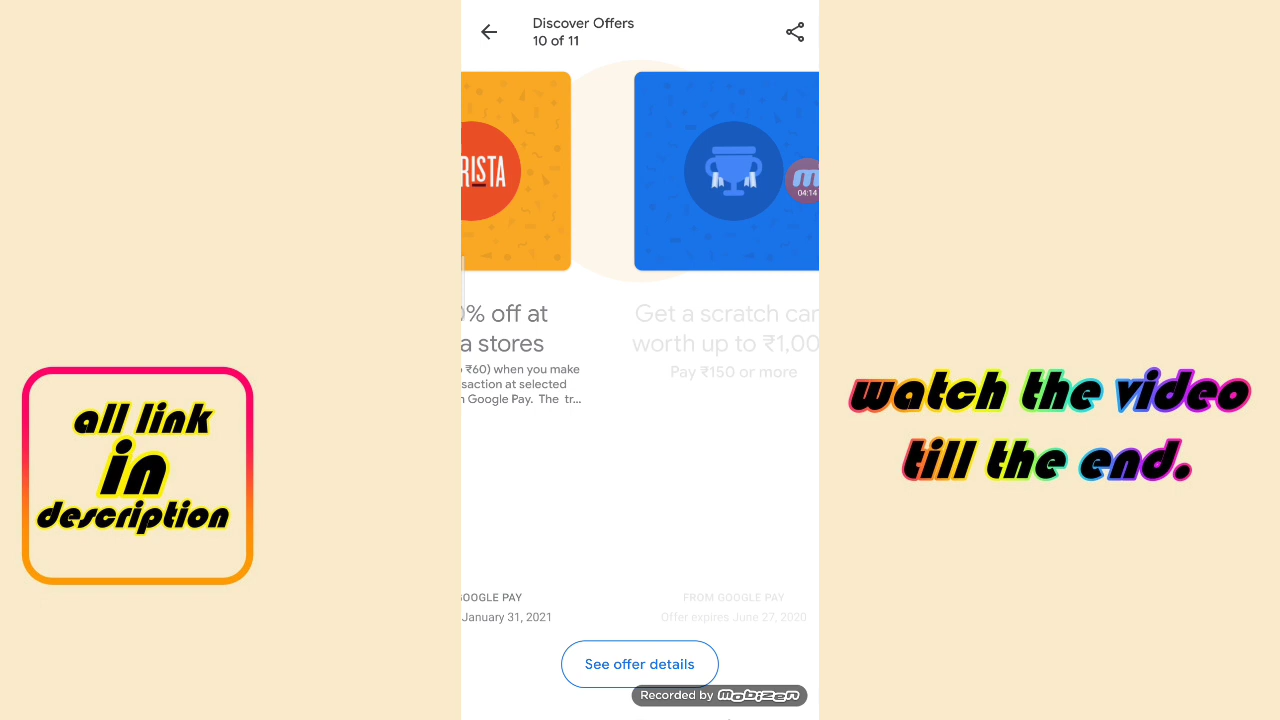 Discover Offers
10 of 11
RISTA
04:14
0% off at
a stores
₹60) when you make
saction at selected
Google Pay. The tr...
Get a scratch car
worth up to ₹1,00
Pay ₹150 or more
GOOGLE PAY
January 31, 2021
FROM GOOGLE PAY
Offer expires June 27, 2020
See offer details
Recorded by mobizen
all link
in
description
watch the video
till the end.